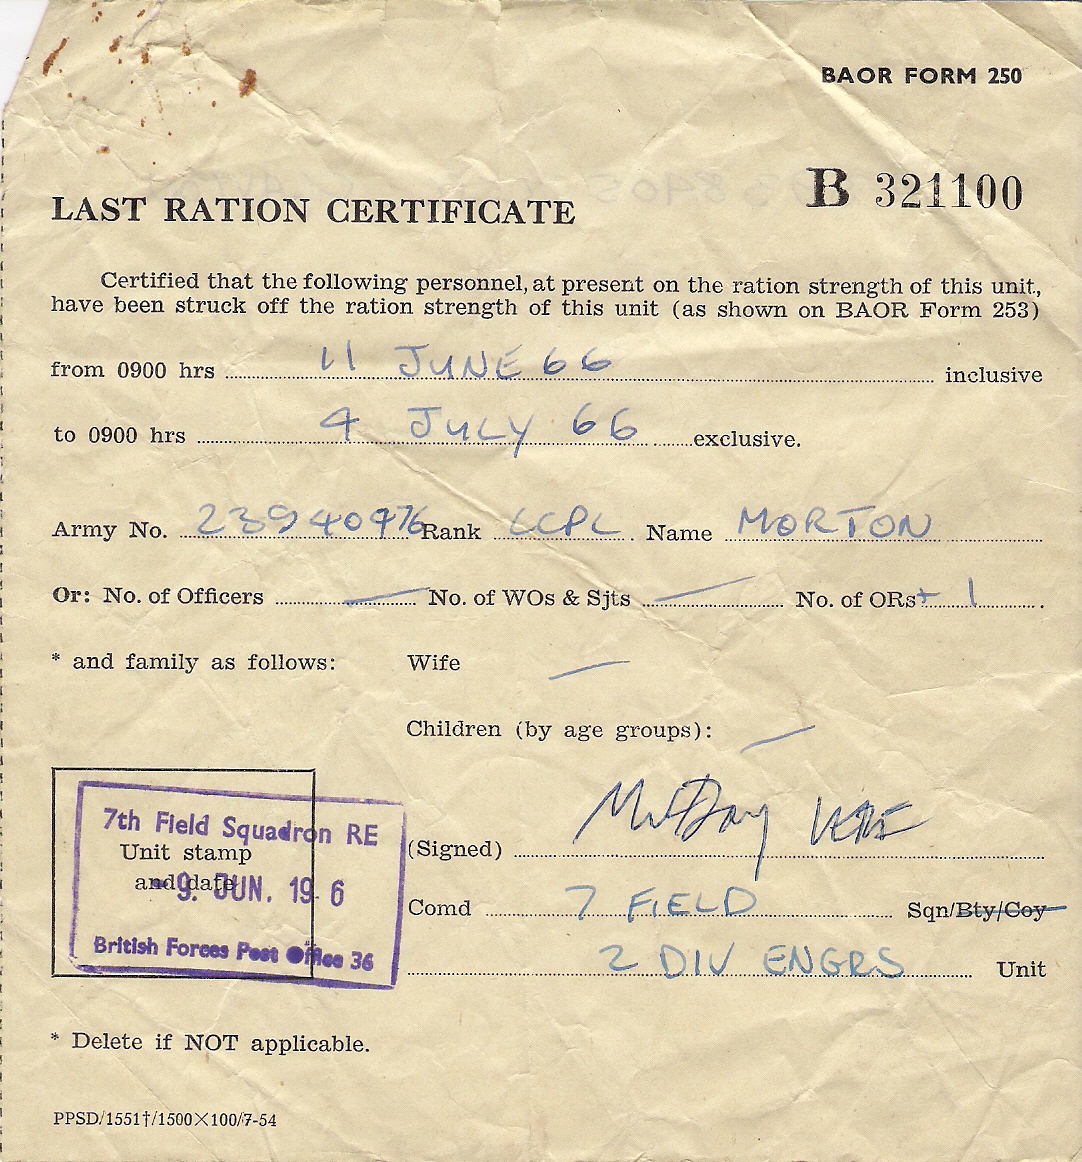 BAOR FORM 250
B 321100
LAST RATION CERTIFICATE
Certified that the following personnel, at present on the ration strength of this unit,
have been struck off the ration strength of this unit (as shown on BAOR Form 253)
from 0900 hrs 11 JUNE 66 inclusive
to 0900 hrs 4 JULY 66 exclusive.
Army No. 23940976 Rank LCPL Name MORTON
Or: No. of Officers — No. of WOs & Sjts — No. of ORs + 1
* and family as follows: Wife —
Children (by age groups): —
7th Field Squadron RE
Unit stamp
and date
-9. JUN. 19 6
British Forces Post Office 36
(Signed)
Comd 7 FIELD Sqn/Bty/Coy
2 DIV ENGRS Unit
* Delete if NOT applicable.
PPSD/1551†/1500×100/7-54